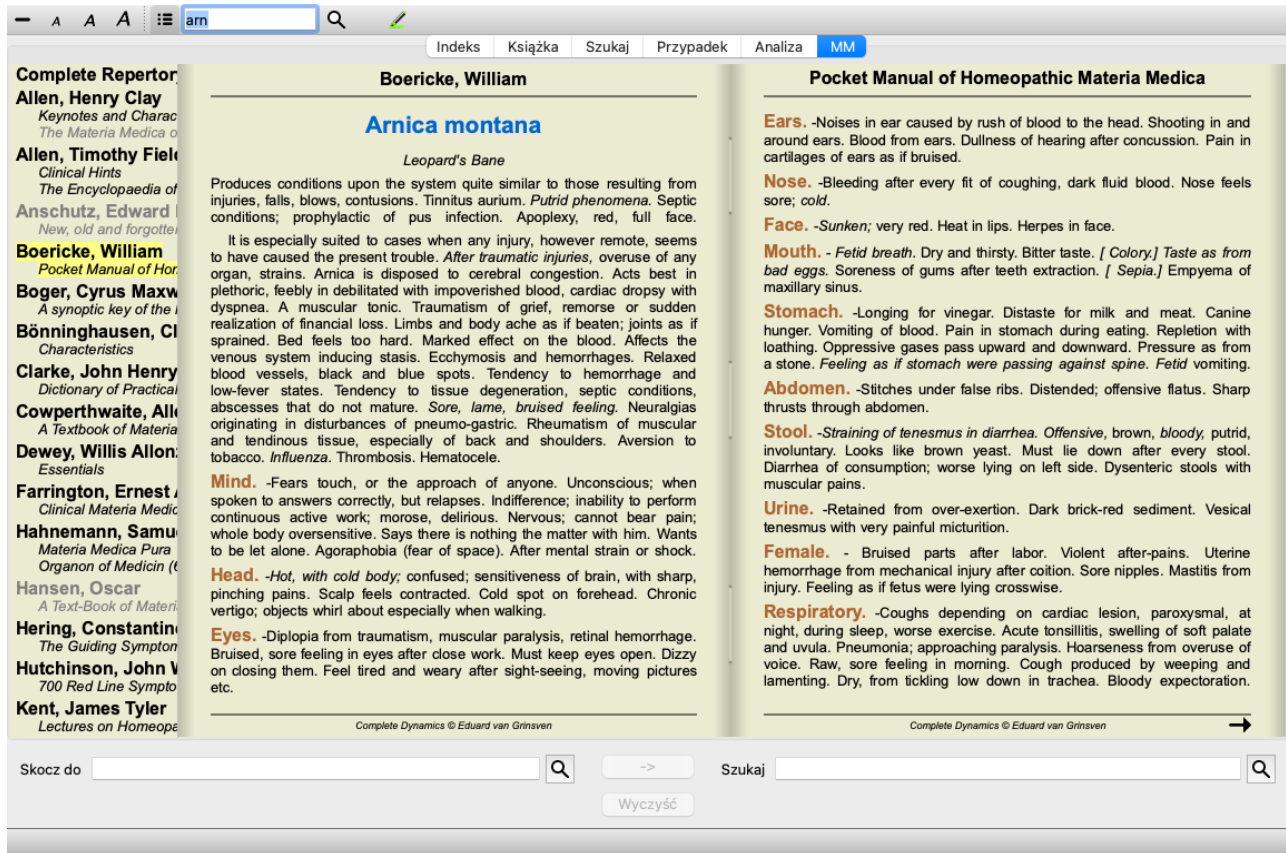 A A A arn
Indeks Książka Szukaj Przypadek Analiza MM
Complete Repertory
Allen, Henry Clay
Keynotes and Charac
The Materia Medica o
Allen, Timothy Field
Clinical Hints
The Encyclopaedia of
Anschutz, Edward
New, old and forgotten
Boericke, William
Pocket Manual of Hom
Boger, Cyrus Maxw
A synoptic key of the
Bönninghausen, Cl
Characteristics
Clarke, John Henry
Dictionary of Practical
Cowperthwaite, Alle
A Textbook of Materia
Dewey, Willis Allonz
Essentials
Farrington, Ernest
Clinical Materia Medic
Hahnemann, Samu
Materia Medica Pura
Organon of Medicin (6
Hansen, Oscar
A Text-Book of Materi
Hering, Constantin
The Guiding Symptom
Hutchinson, John W
700 Red Line Sympto
Kent, James Tyler
Lectures on Homeopa
Boericke, William
Arnica montana
Leopard's Bane
Produces conditions upon the system quite similar to those resulting from
injuries, falls, blows, contusions. Tinnitus aurium. Putrid phenomena. Septic
conditions; prophylactic of pus infection. Apoplexy, red, full face.
It is especially suited to cases when any injury, however remote, seems
to have caused the present trouble. After traumatic injuries, overuse of any
organ, strains. Arnica is disposed to cerebral congestion. Acts best in
plethoric, feebly in debilitated with impoverished blood, cardiac dropsy with
dyspnea. A muscular tonic. Traumatism of grief, remorse or sudden
realization of financial loss. Limbs and body ache as if beaten; joints as if
sprained. Bed feels too hard. Marked effect on the blood. Affects the
venous system inducing stasis. Ecchymosis and hemorrhages. Relaxed
blood vessels, black and blue spots. Tendency to hemorrhage and
low-fever states. Tendency to tissue degeneration, septic conditions,
abscesses that do not mature. Sore, lame, bruised feeling. Neuralgias
originating in disturbances of pneumo-gastric. Rheumatism of muscular
and tendinous tissue, especially of back and shoulders. Aversion to
tobacco. Influenza. Thrombosis. Hematocele.
Mind. -Fears touch, or the approach of anyone. Unconscious; when
spoken to answers correctly, but relapses. Indifference; inability to perform
continuous active work; morose, delirious. Nervous; cannot bear pain;
whole body oversensitive. Says there is nothing the matter with him. Wants
to be let alone. Agoraphobia (fear of space). After mental strain or shock.
Head. -Hot, with cold body; confused; sensitiveness of brain, with sharp,
pinching pains. Scalp feels contracted. Cold spot on forehead. Chronic
vertigo; objects whirl about especially when walking.
Eyes. -Diplopia from traumatism, muscular paralysis, retinal hemorrhage.
Bruised, sore feeling in eyes after close work. Must keep eyes open. Dizzy
on closing them. Feel tired and weary after sight-seeing, moving pictures
etc.
Complete Dynamics © Eduard van Grinsven
Pocket Manual of Homeopathic Materia Medica
Ears. -Noises in ear caused by rush of blood to the head. Shooting in and
around ears. Blood from ears. Dullness of hearing after concussion. Pain in
cartilages of ears as if bruised.
Nose. -Bleeding after every fit of coughing, dark fluid blood. Nose feels
sore; cold.
Face. -Sunken; very red. Heat in lips. Herpes in face.
Mouth. - Fetid breath. Dry and thirsty. Bitter taste. [ Colory.] Taste as from
bad eggs. Soreness of gums after teeth extraction. [ Sepia.] Empyema of
maxillary sinus.
Stomach. -Longing for vinegar. Distaste for milk and meat. Canine
hunger. Vomiting of blood. Pain in stomach during eating. Repletion with
loathing. Oppressive gases pass upward and downward. Pressure as from
a stone. Feeling as if stomach were passing against spine. Fetid vomiting.
Abdomen. -Stitches under false ribs. Distended; offensive flatus. Sharp
thrusts through abdomen.
Stool. -Straining of tenesmus in diarrhea. Offensive, brown, bloody, putrid,
involuntary. Looks like brown yeast. Must lie down after every stool.
Diarrhea of consumption; worse lying on left side. Dysenteric stools with
muscular pains.
Urine. -Retained from over-exertion. Dark brick-red sediment. Vesical
tenesmus with very painful micturition.
Female. - Bruised parts after labor. Violent after-pains. Uterine
hemorrhage from mechanical injury after coition. Sore nipples. Mastitis from
injury. Feeling as if fetus were lying crosswise.
Respiratory. -Coughs depending on cardiac lesion, paroxysmal, at
night, during sleep, worse exercise. Acute tonsillitis, swelling of soft palate
and uvula. Pneumonia; approaching paralysis. Hoarseness from overuse of
voice. Raw, sore feeling in morning. Cough produced by weeping and
lamenting. Dry, from tickling low down in trachea. Bloody expectoration.
Complete Dynamics © Eduard van Grinsven
Skocz do -> Szukaj
Wyczyść